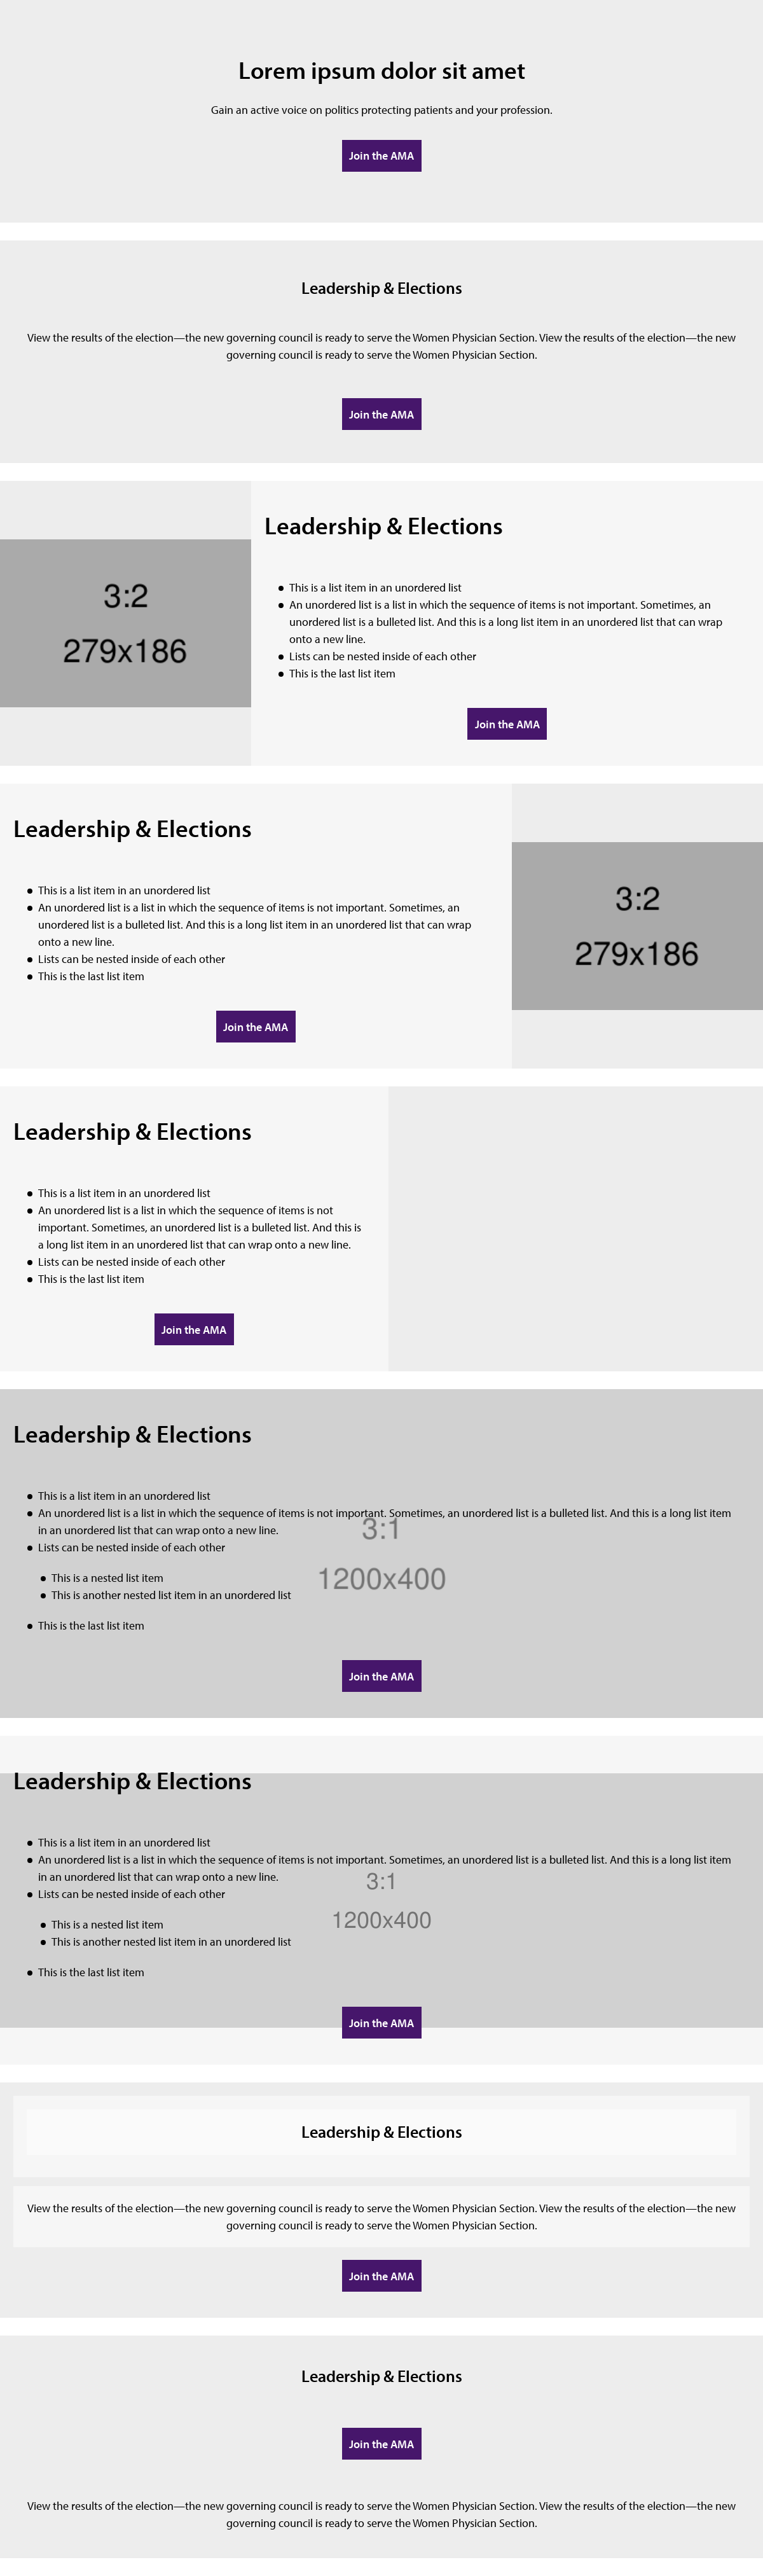 Lorem ipsum dolor sit amet
Gain an active voice on politics protecting patients and your profession.
Join the AMA
Leadership & Elections
View the results of the election—the new governing council is ready to serve the Women Physician Section. View the results of the election—the new
governing council is ready to serve the Women Physician Section.
Join the AMA
3:2
279x186
Leadership & Elections
This is a list item in an unordered list
An unordered list is a list in which the sequence of items is not important. Sometimes, an
unordered list is a bulleted list. And this is a long list item in an unordered list that can wrap
onto a new line.
Lists can be nested inside of each other
This is the last list item
Join the AMA
Leadership & Elections
This is a list item in an unordered list
An unordered list is a list in which the sequence of items is not important. Sometimes, an
unordered list is a bulleted list. And this is a long list item in an unordered list that can wrap
onto a new line.
Lists can be nested inside of each other
This is the last list item
Join the AMA
3:2
279x186
Leadership & Elections
This is a list item in an unordered list
An unordered list is a list in which the sequence of items is not
important. Sometimes, an unordered list is a bulleted list. And this is
a long list item in an unordered list that can wrap onto a new line.
Lists can be nested inside of each other
This is the last list item
Join the AMA
Leadership & Elections
This is a list item in an unordered list
An unordered list is a list in which the sequence of items is not important. Sometimes, an unordered list is a bulleted list. And this is a long list item
in an unordered list that can wrap onto a new line.
3:1
Lists can be nested inside of each other
This is a nested list item
1200x400
This is another nested list item in an unordered list
This is the last list item
Join the AMA
Leadership & Elections
This is a list item in an unordered list
An unordered list is a list in which the sequence of items is not important. Sometimes, an unordered list is a bulleted list. And this is a long list item
in an unordered list that can wrap onto a new line.
3:1
Lists can be nested inside of each other
This is a nested list item
1200x400
This is another nested list item in an unordered list
This is the last list item
Join the AMA
Leadership & Elections
View the results of the election—the new governing council is ready to serve the Women Physician Section. View the results of the election—the new
governing council is ready to serve the Women Physician Section.
Join the AMA
Leadership & Elections
Join the AMA
View the results of the election—the new governing council is ready to serve the Women Physician Section. View the results of the election—the new
governing council is ready to serve the Women Physician Section.